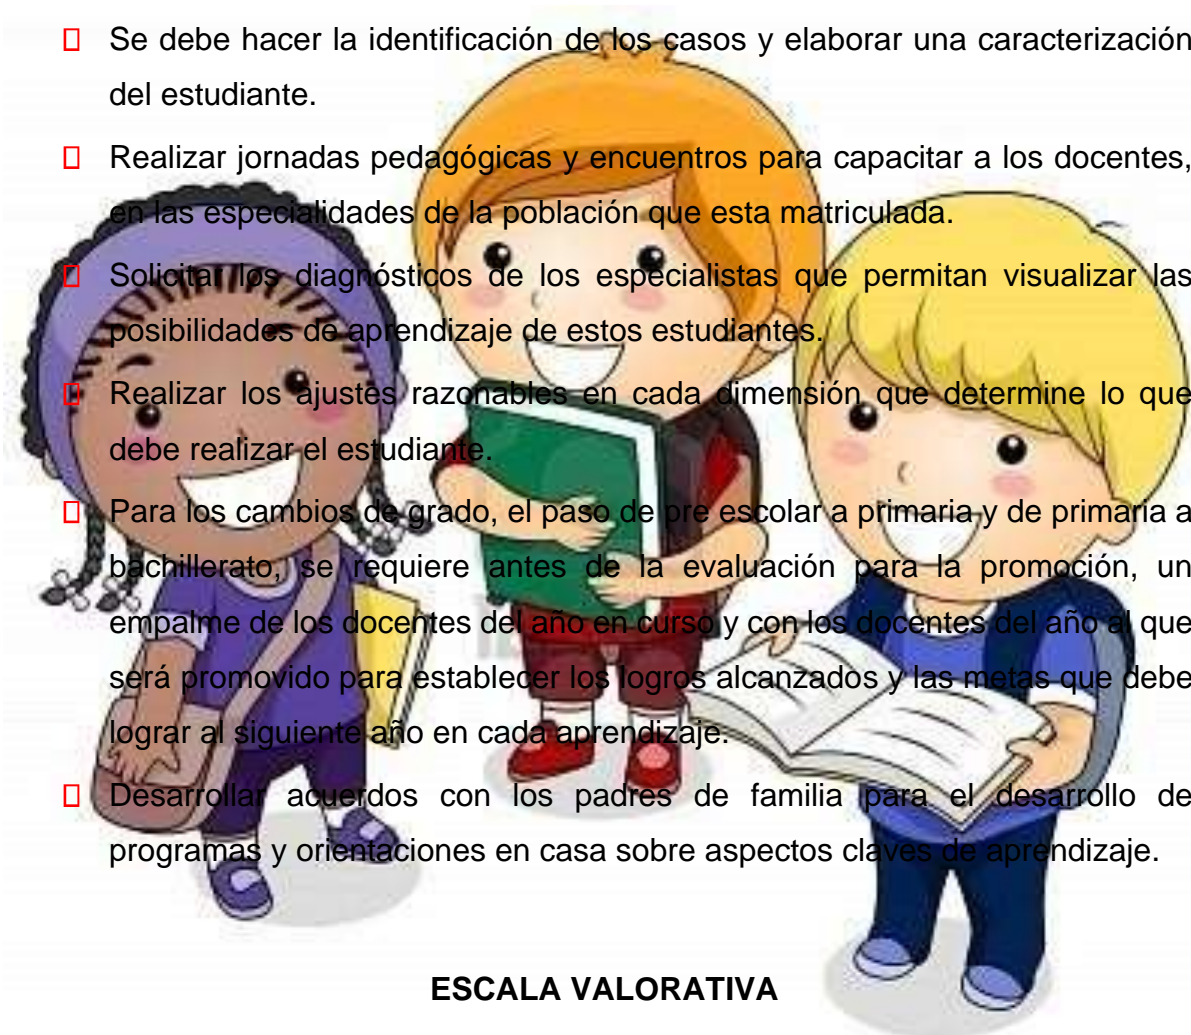 Se debe hacer la identificación de los casos y elaborar una caracterización
del estudiante.
Realizar jornadas pedagógicas y encuentros para capacitar a los docentes,
en las especialidades de la población que esta matriculada.
Solicitar los diagnósticos de los especialistas que permitan visualizar las
posibilidades de aprendizaje de estos estudiantes.
Realizar los ajustes razonables en cada dimensión que determine lo que
debe realizar el estudiante.
Para los cambios de grado, el paso de pre escolar a primaria y de primaria a
bachillerato, se requiere antes de la evaluación para la promoción, un
empalme de los docentes del año en curso y con los docentes del año al que
será promovido para establecer los logros alcanzados y las metas que debe
lograr al siguiente año en cada aprendizaje.
Desarrollar acuerdos con los padres de familia para el desarrollo de
programas y orientaciones en casa sobre aspectos claves de aprendizaje.
ESCALA VALORATIVA